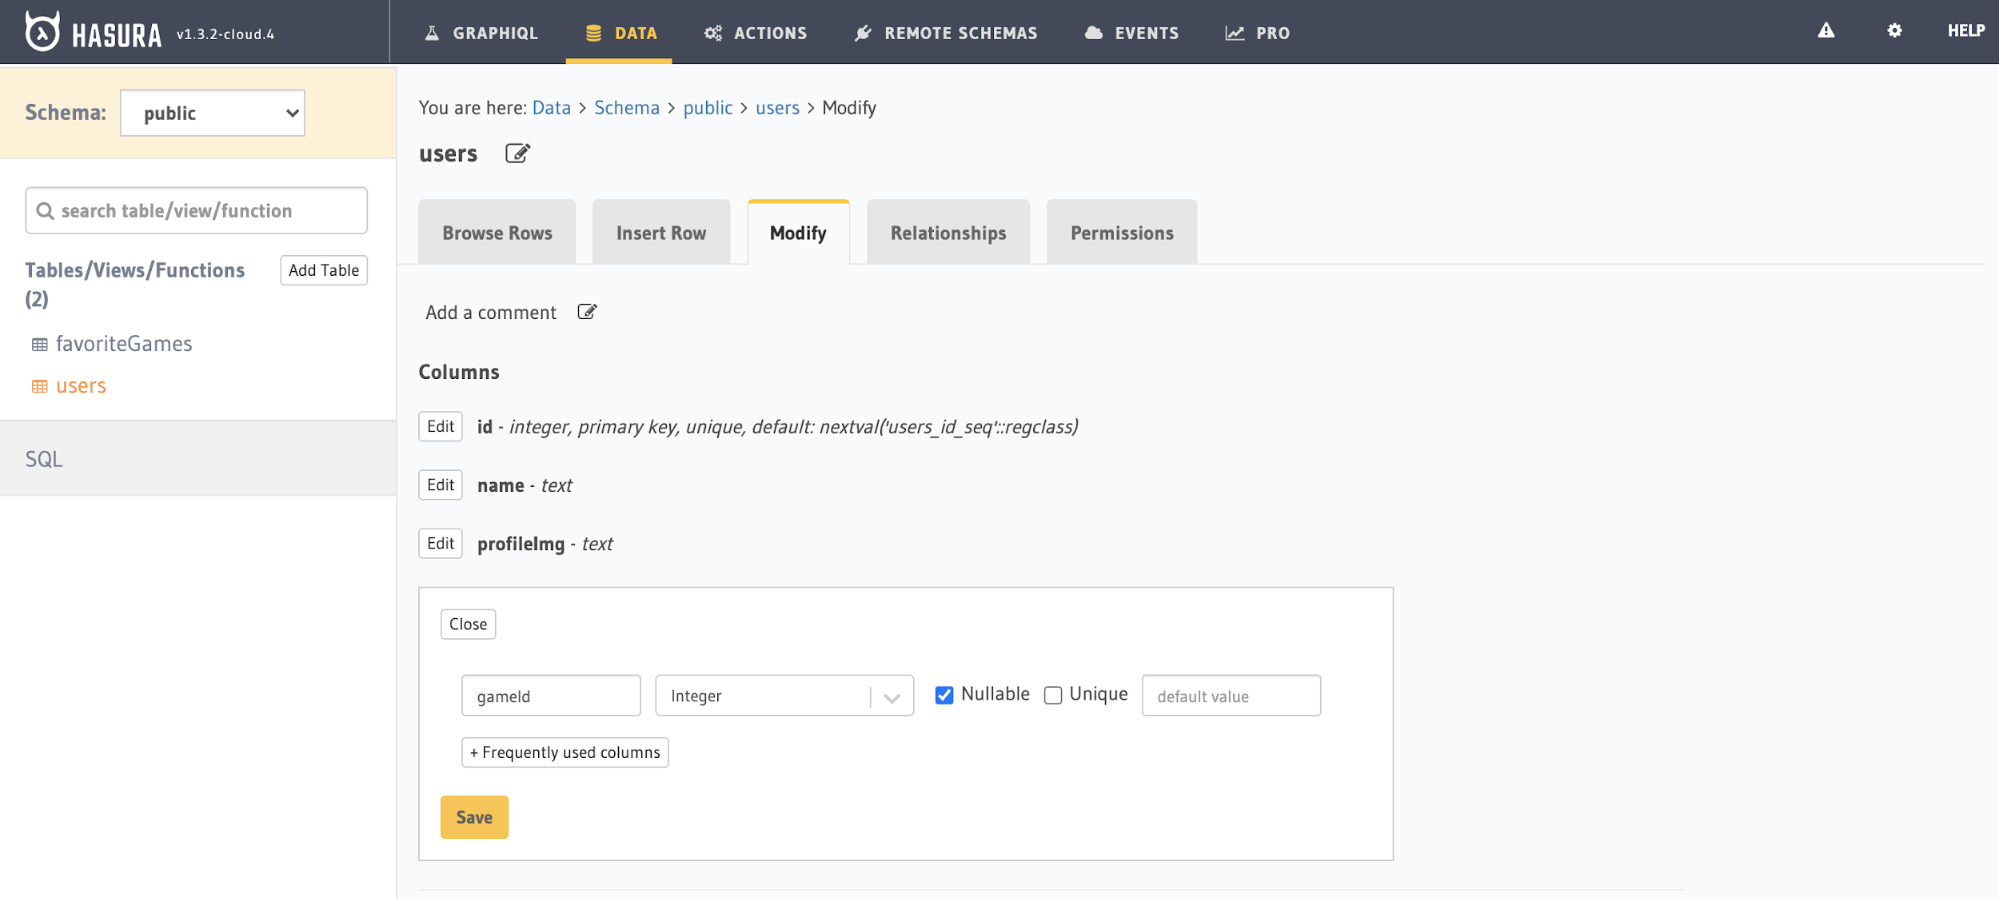 HASURA v1.3.2-cloud.4 GRAPHIQL DATA ACTIONS REMOTE SCHEMAS EVENTS PRO HELP
Schema: public
You are here: Data > Schema > public > users > Modify
users
search table/view/function
Browse Rows Insert Row Modify Relationships Permissions
Tables/Views/Functions
(2)
Add Table
favoriteGames
users
SQL
Add a comment
Columns
Edit id - integer, primary key, unique, default: nextval('users_id_seq'::regclass)
Edit name - text
Edit profileImg - text
Close
gameId Integer Nullable Unique default value
+ Frequently used columns
Save